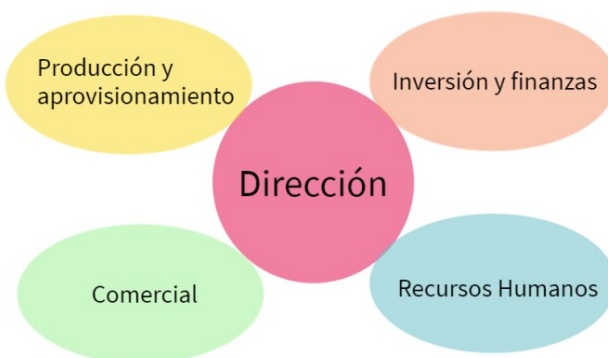 Producción y
aprovisionamiento
Inversión y finanzas
Dirección
Comercial
Recursos Humanos